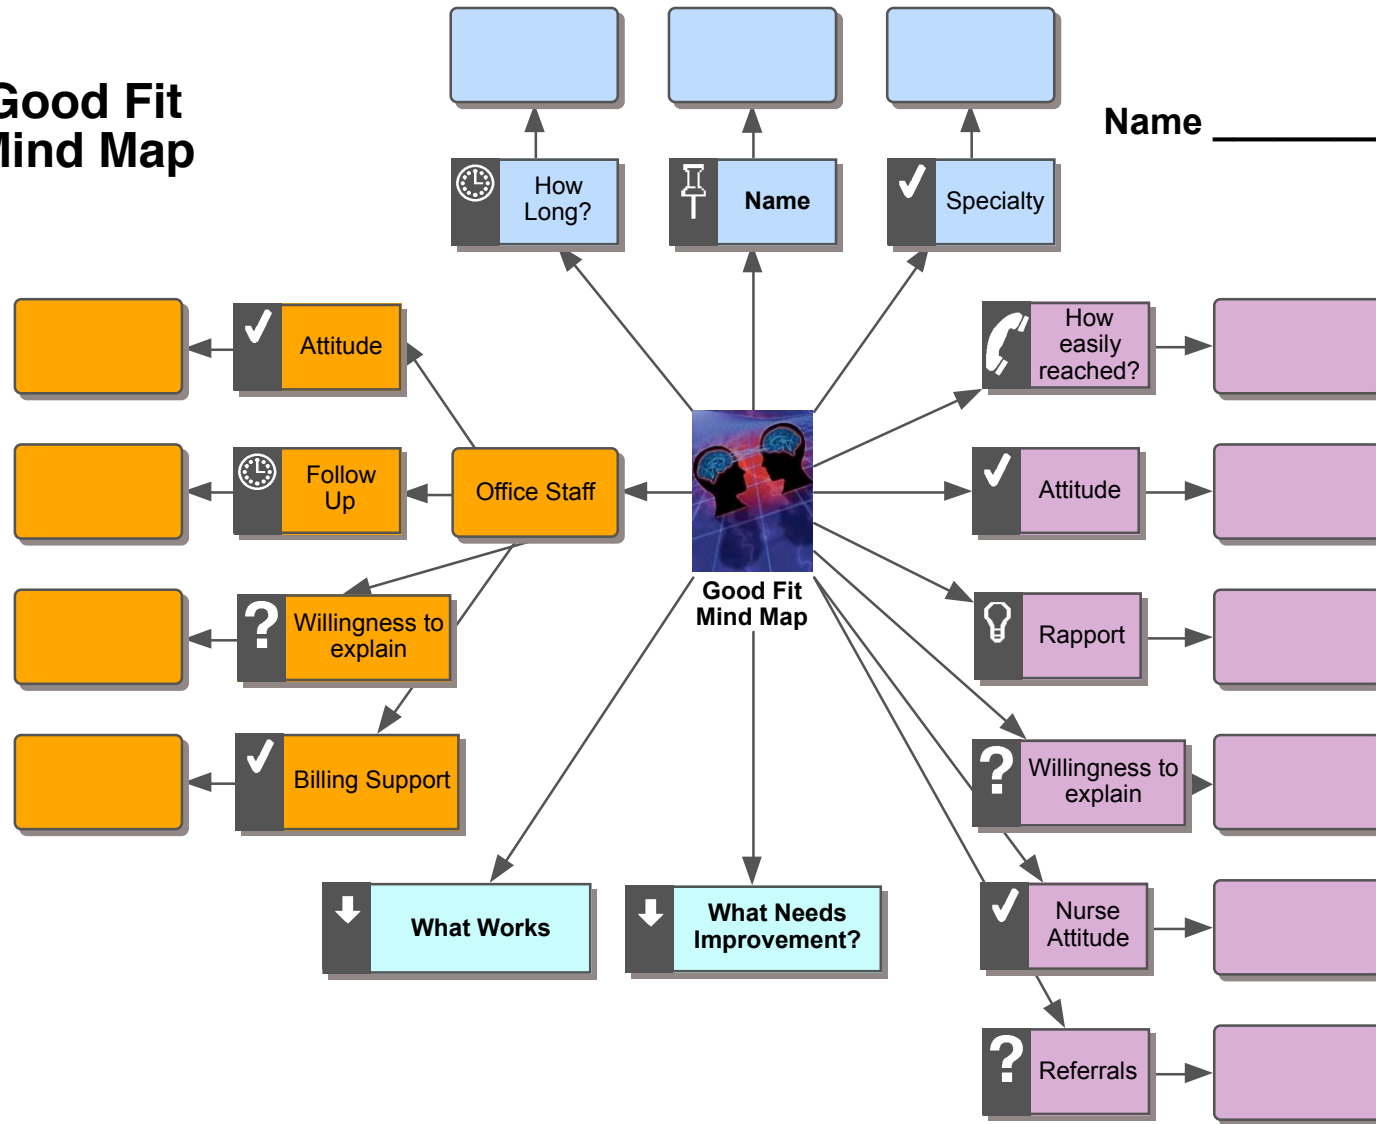 Good Fit
Mind Map
Name
How
Long?
Name
Specialty
Attitude
How
easily
reached?
Follow
Up
Office Staff
Attitude
Good Fit
Mind Map
Willingness to
explain
Rapport
Billing Support
Willingness to
explain
What Works
What Needs
Improvement?
Nurse
Attitude
Referrals